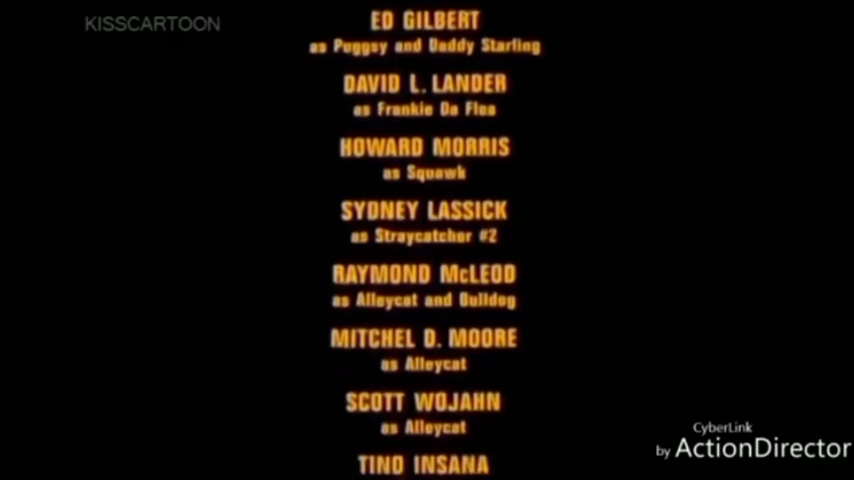 KISSCARTOON
ED GILBERT
as Puggsy and Daddy Starling
DAVID L. LANDER
as Frankie Da Flea
HOWARD MORRIS
as Squawk
SYDNEY LASSICK
as Straycatcher #2
RAYMOND McLEOD
as Alleycat and Bulldog
MITCHEL D. MOORE
as Alleycat
SCOTT WOJAHN
as Alleycat
TINO INSANA
CyberLink
by ActionDirector